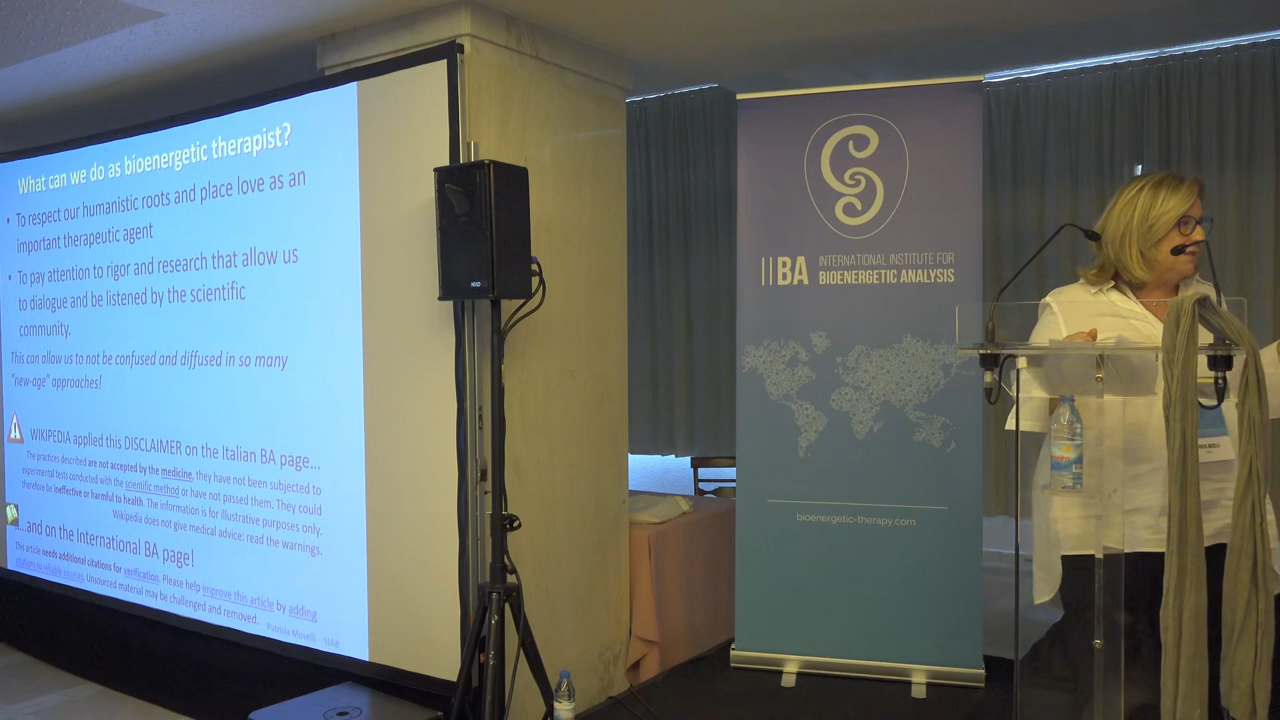 What can we do as bioenergetic therapist?
• To respect our humanistic roots and place love as an
important therapeutic agent
• To pay attention to rigor and research that allow us
to dialogue and be listened by the scientific
community.
This can allow us to not be confused and diffused in so many
"new-age" approaches!
WIKIPEDIA applied this DISCLAIMER on the Italian BA page...
The practices described are not accepted by the medicine, they have not been subjected to
experimental tests conducted with the scientific method or have not passed them. They could
therefore be ineffective or harmful to health. The information is for illustrative purposes only.
Wikipedia does not give medical advice: read the warnings.
...and on the International BA page!
This article needs additional citations for verification. Please help improve this article by adding
citations to reliable sources. Unsourced material may be challenged and removed.
Patrizia Moselli - SIAB
IIBA INTERNATIONAL INSTITUTE FOR
BIOENERGETIC ANALYSIS
bioenergetic-therapy.com